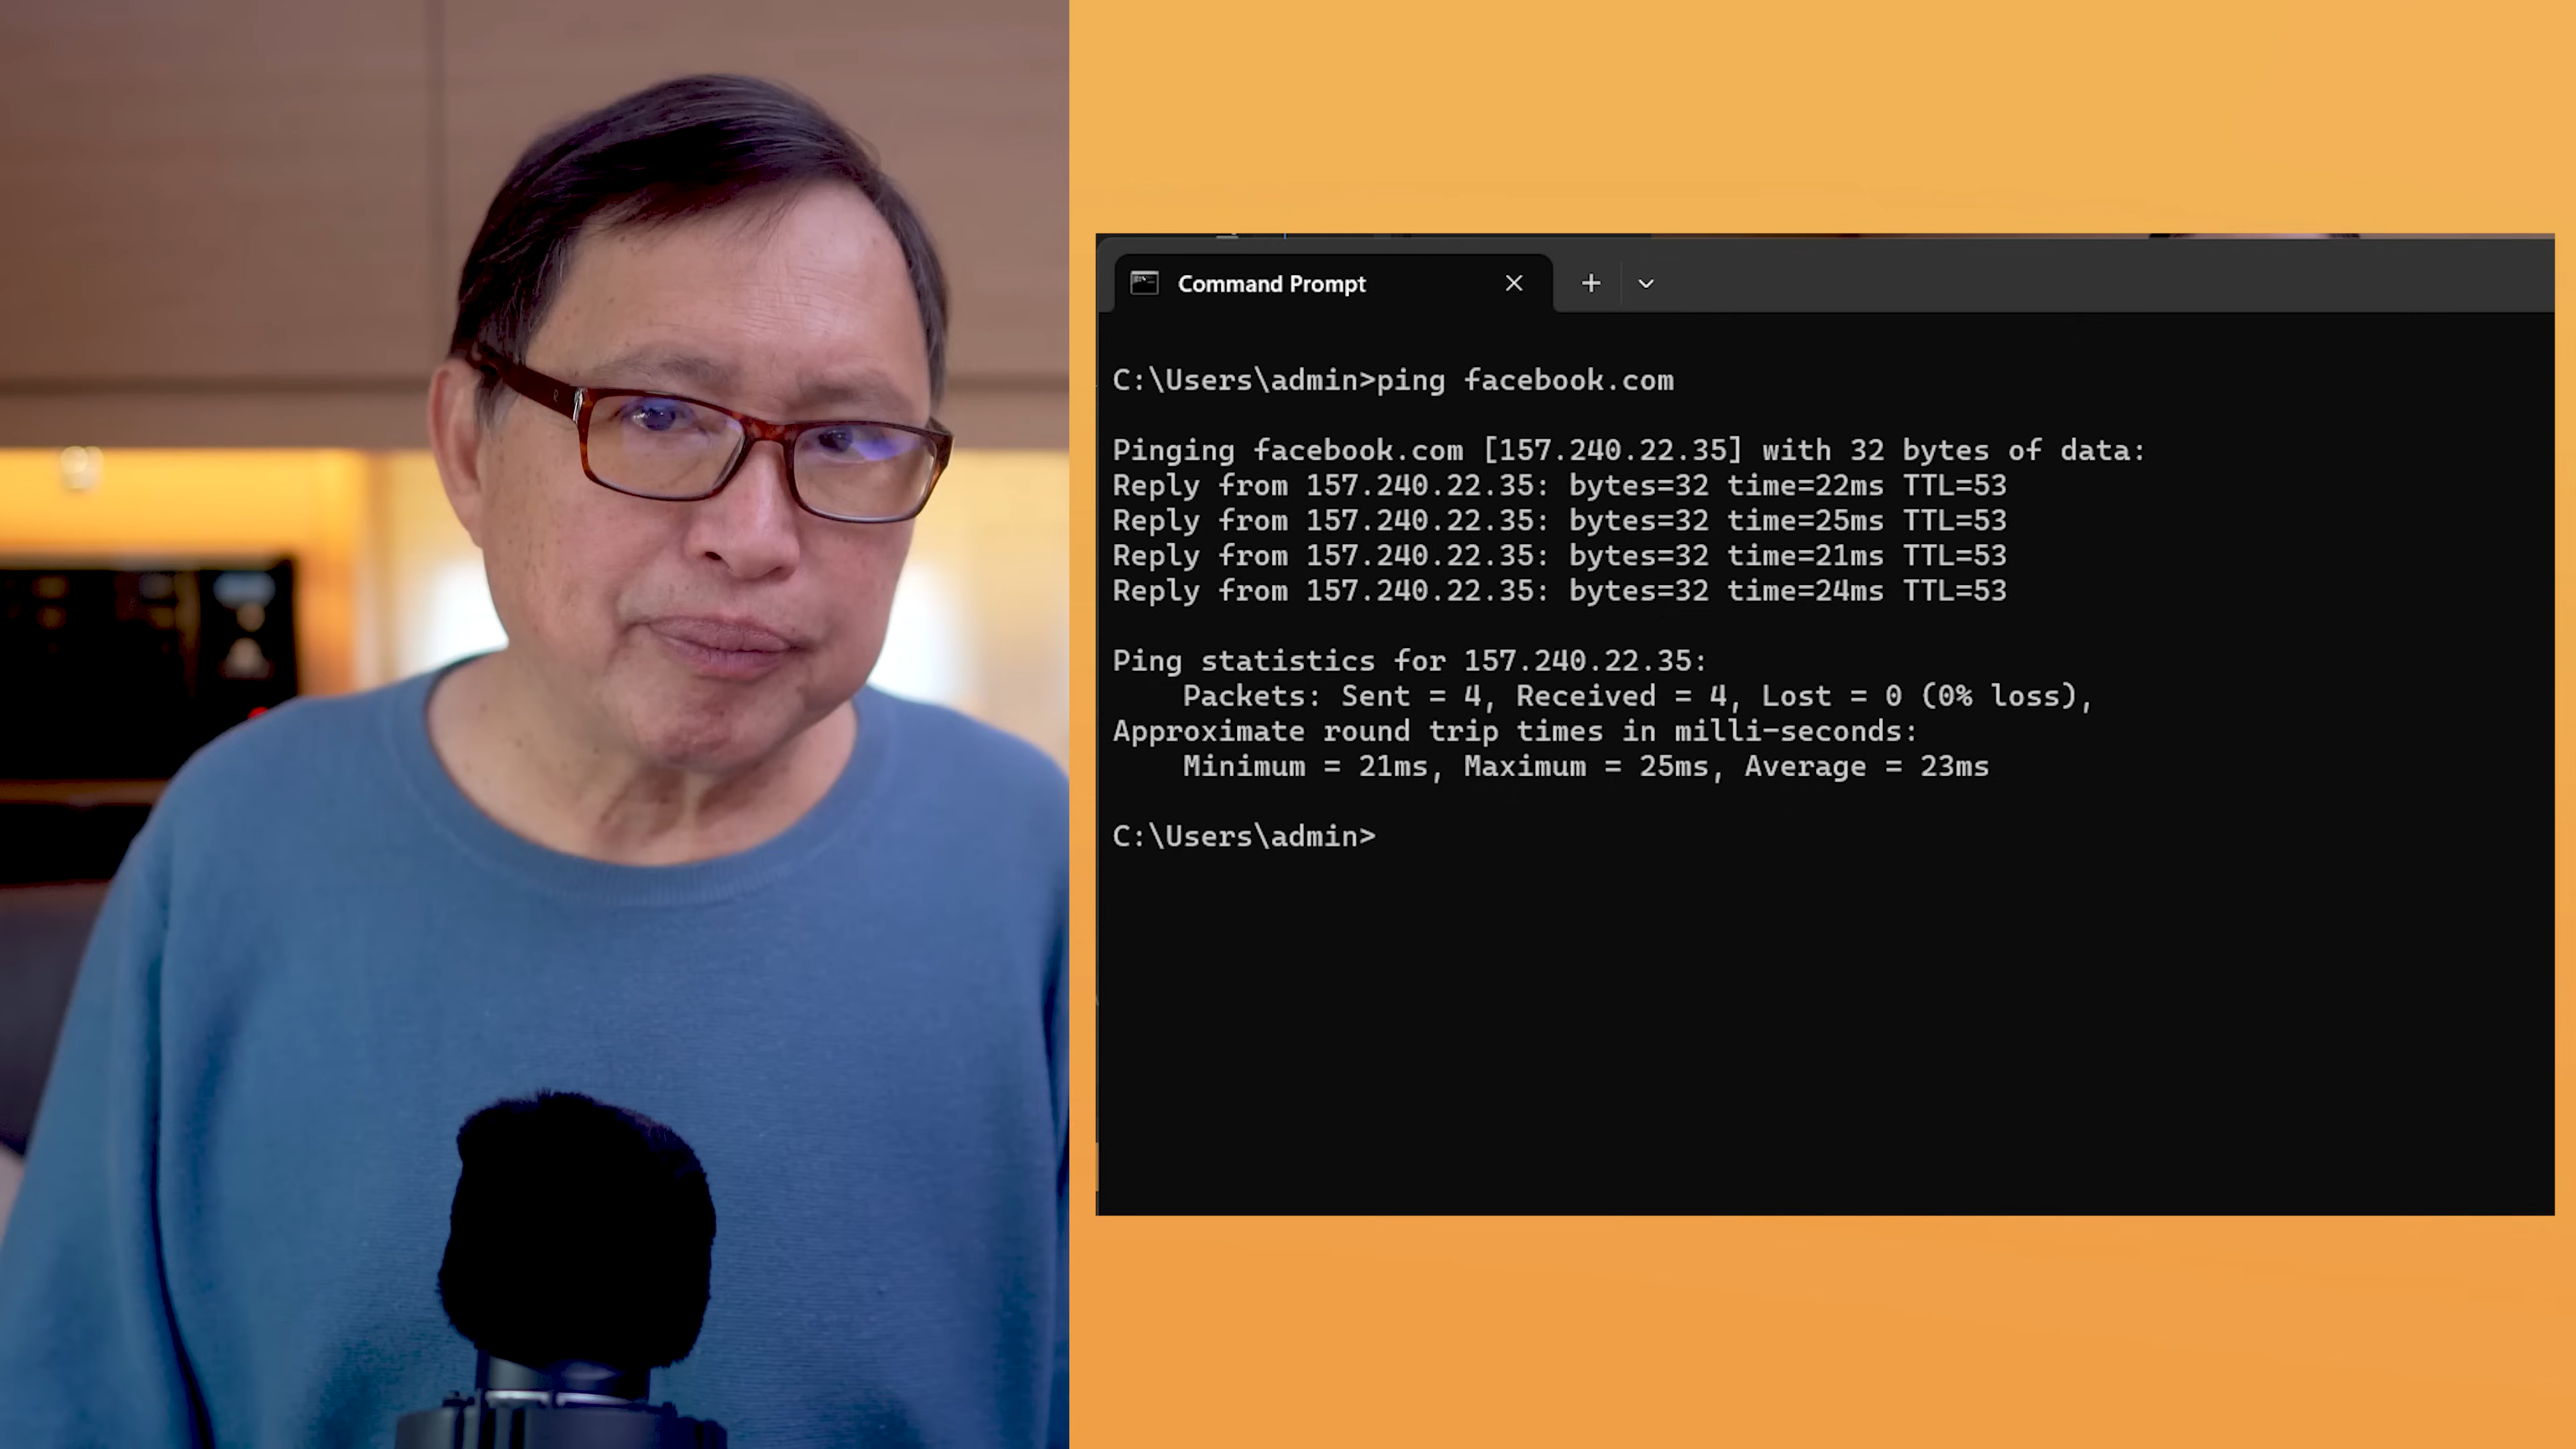 Command Prompt
C:\Users\admin>ping facebook.com
Pinging facebook.com [157.240.22.35] with 32 bytes of data:
Reply from 157.240.22.35: bytes=32 time=22ms TTL=53
Reply from 157.240.22.35: bytes=32 time=25ms TTL=53
Reply from 157.240.22.35: bytes=32 time=21ms TTL=53
Reply from 157.240.22.35: bytes=32 time=24ms TTL=53
Ping statistics for 157.240.22.35:
    Packets: Sent = 4, Received = 4, Lost = 0 (0% loss),
Approximate round trip times in milli-seconds:
    Minimum = 21ms, Maximum = 25ms, Average = 23ms
C:\Users\admin>